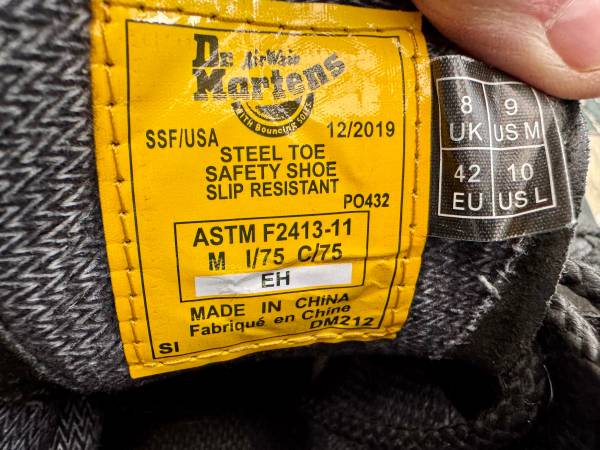 Dr. AirWair
Martens
WITH Bouncing SOLES
SSF/USA 12/2019
STEEL TOE
SAFETY SHOE
SLIP RESISTANT
PO432
ASTM F2413-11
M I/75 C/75
EH
MADE IN CHINA
Fabriqué en Chine
DM212
SI
8 9
UK US M
42 10
EU US L